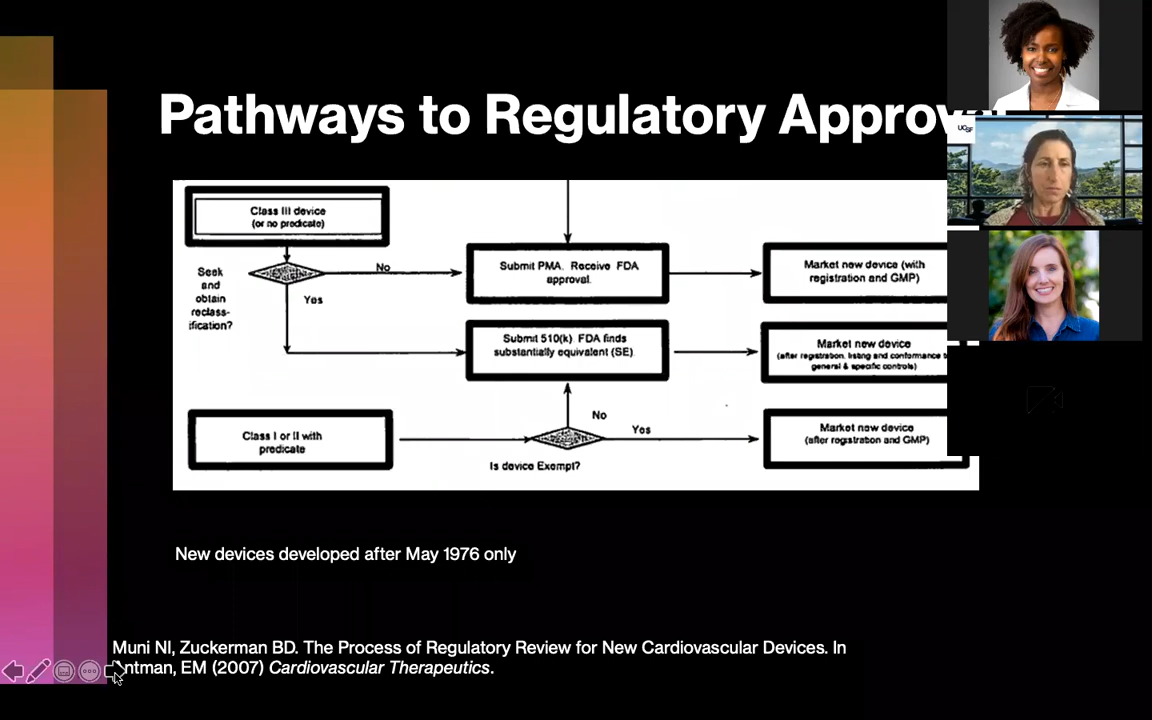 Pathways to Regulatory Approval
UCSF
Class III device
(or no predicate)
Seek
and
obtain
reclass-
ification?
No
Yes
Submit PMA. Receive FDA
approval.
Market new device (with
registration and GMP)
Submit 510(k). FDA finds
substantially equivalent (SE)
Market new device
(after registration, listing and conformance
general & specific controls)
Class I or II with
predicate
No
Yes
Is device Exempt?
Market new device
(after registration and GMP)
New devices developed after May 1976 only
Muni NI, Zuckerman BD. The Process of Regulatory Review for New Cardiovascular Devices. In
Antman, EM (2007) Cardiovascular Therapeutics.